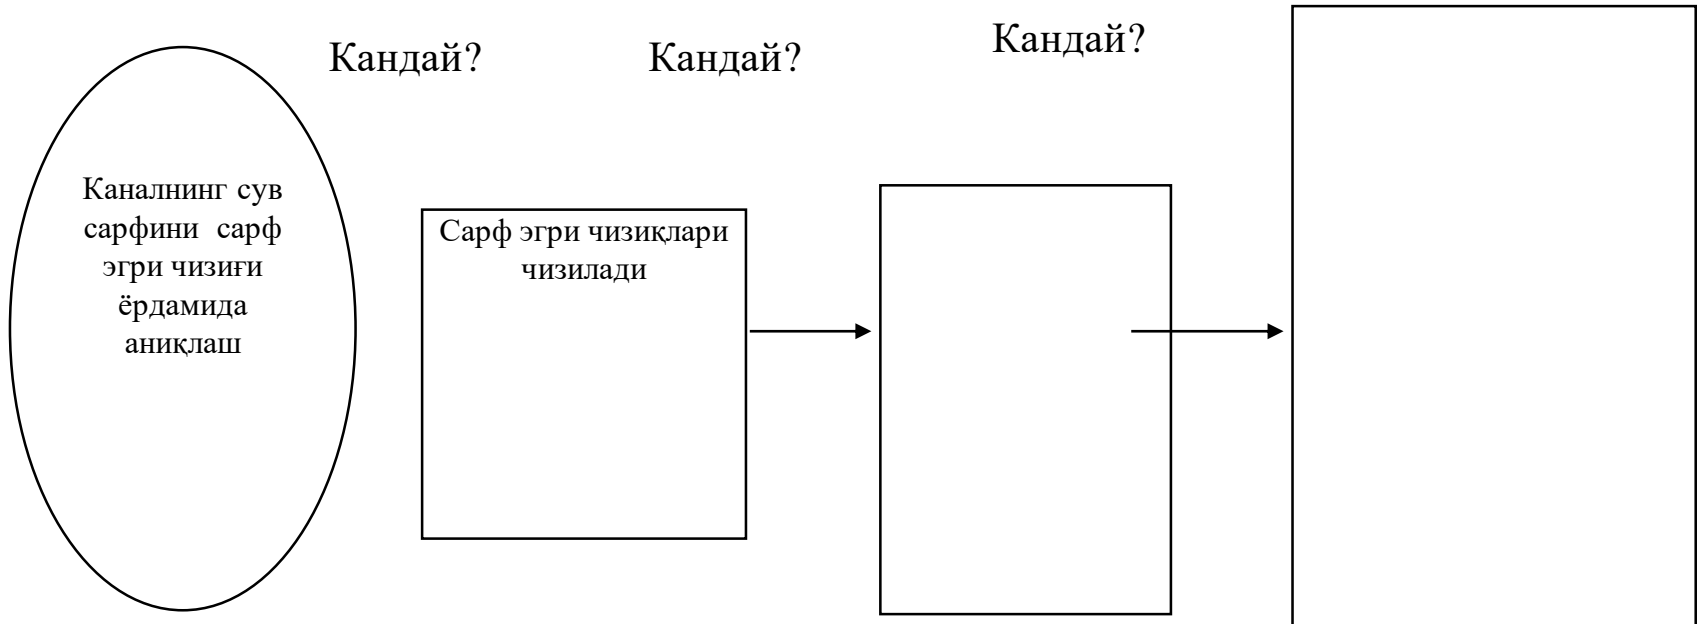 Кандай?
Кандай?
Кандай?
Каналнинг сув
сарфини сарф
эгри чизиғи
ёрдамида
аниқлаш
Сарф эгри чизиқлари
чизилади